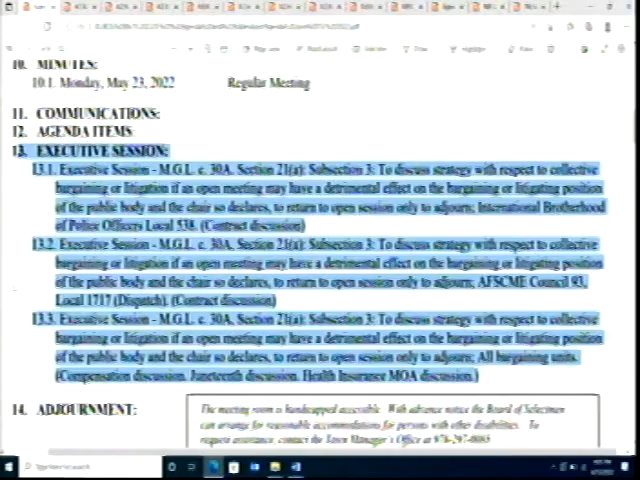 10. MINUTES:
10.1. Monday, May 23, 2022 Regular Meeting
11. COMMUNICATIONS:
12. AGENDA ITEMS
13. EXECUTIVE SESSION:
13.1. Executive Session - M.G.L. c. 30A, Section 21(a): Subsection 3: To discuss strategy with respect to collective
bargaining or litigation if an open meeting may have a detrimental effect on the bargaining or litigating position
of the public body and the chair so declares, to return to open session only to adjourn; International Brotherhood
of Police Officers Local 538. (Contract discussion)
13.2. Executive Session - M.G.L. c. 30A, Section 21(a): Subsection 3: To discuss strategy with respect to collective
bargaining or litigation if an open meeting may have a detrimental effect on the bargaining or litigating position
of the public body and the chair so declares, to return to open session only to adjourn; AFSCME Council 93,
Local 1717 (Dispatch). (Contract discussion)
13.3. Executive Session - M.G.L. c. 30A, Section 21(a): Subsection 3: To discuss strategy with respect to collective
bargaining or litigation if an open meeting may have a detrimental effect on the bargaining or litigating position
of the public body and the chair so declares, to return to open session only to adjourn; All bargaining units.
(Compensation discussion. Juneteenth discussion. Health Insurance MOA discussion.)
14. ADJOURNMENT:
The meeting room is handicapped accessible. With advance notice the Board of Selectmen
can arrange for reasonable accommodations for persons with other disabilities. To
request assistance, contact the Town Manager's Office at 978-297-0085
Type here to search